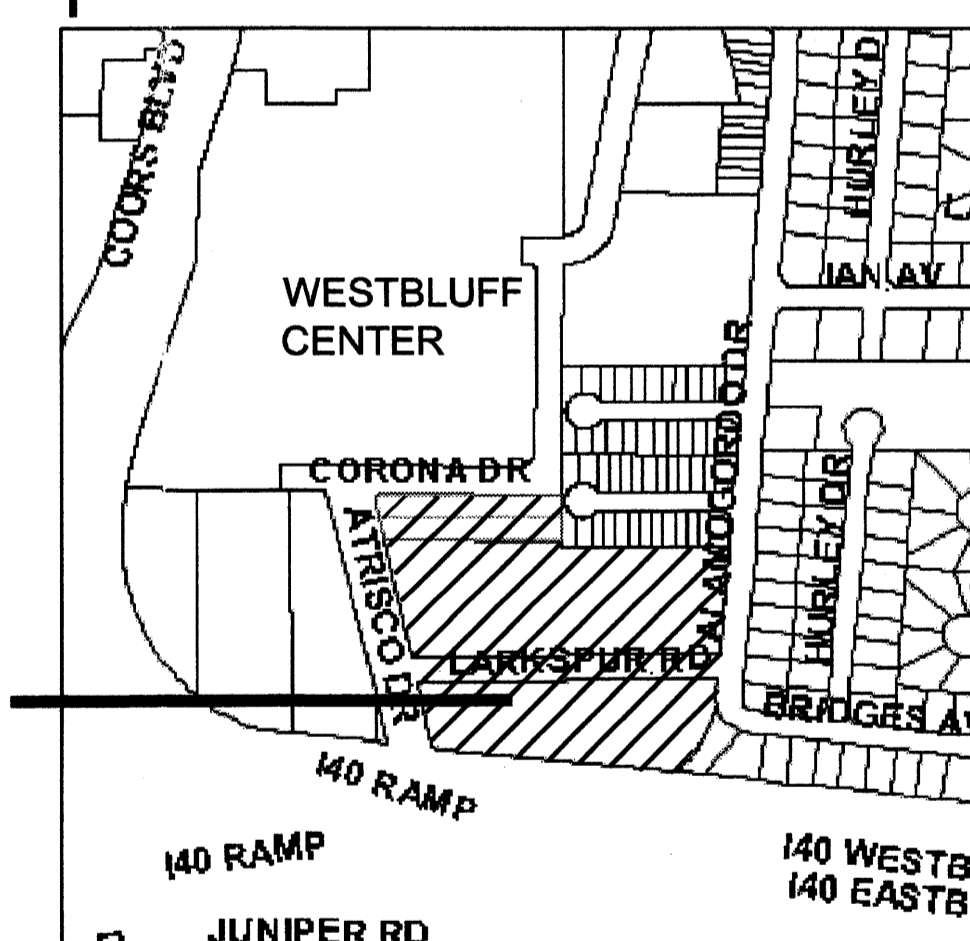 COORS BLVD
HURLEY D
IAN AV
WESTBLUFF
CENTER
ALAMOGORDO DR
CORONA DR
ATRISCO DR
HURLEY DR
LARKSPUR RD
BRIDGES AV
I40 RAMP
I40 RAMP
I40 WESTB
I40 EASTB
JUNIPER RD